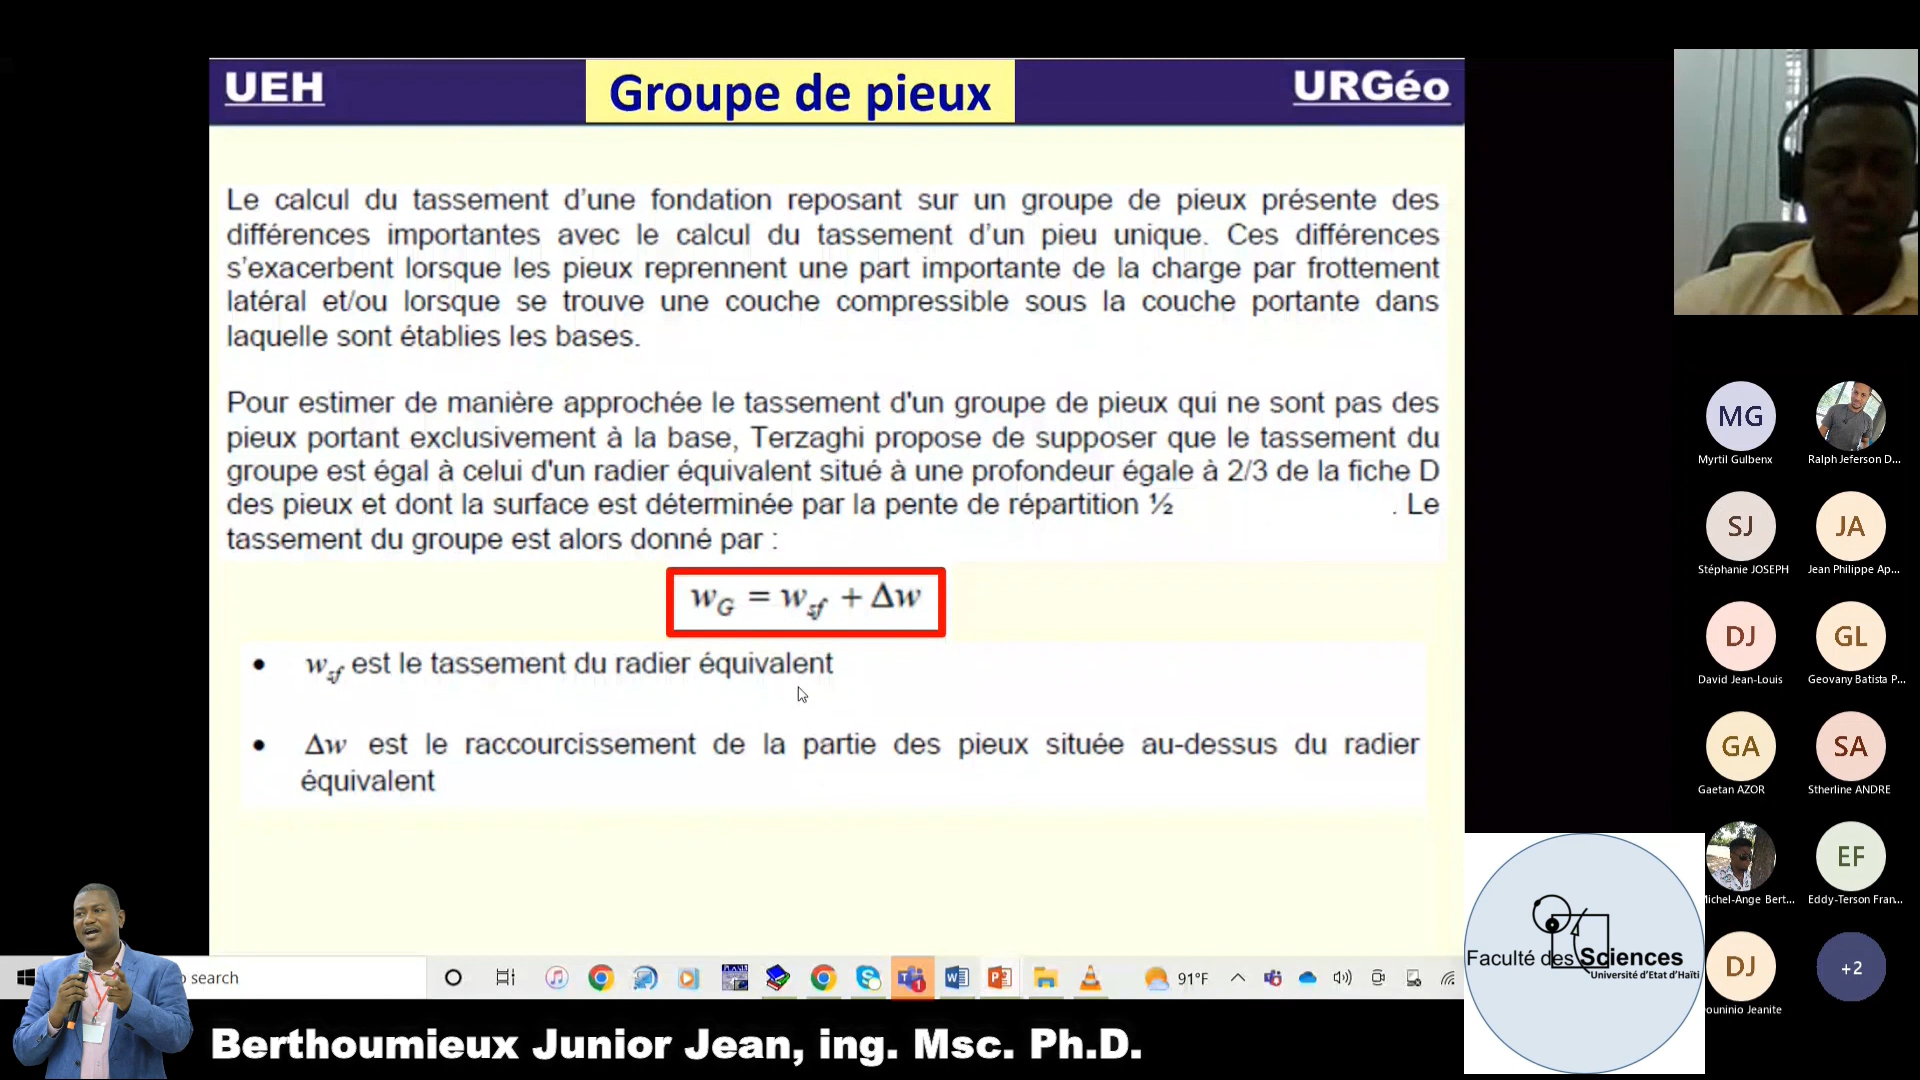 UEH
Groupe de pieux
URGéo
Le calcul du tassement d'une fondation reposant sur un groupe de pieux présente des
différences importantes avec le calcul du tassement d'un pieu unique. Ces différences
s'exacerbent lorsque les pieux reprennent une part importante de la charge par frottement
latéral et/ou lorsque se trouve une couche compressible sous la couche portante dans
laquelle sont établies les bases.
Pour estimer de manière approchée le tassement d'un groupe de pieux qui ne sont pas des
pieux portant exclusivement à la base, Terzaghi propose de supposer que le tassement du
groupe est égal à celui d'un radier équivalent situé à une profondeur égale à 2/3 de la fiche D
des pieux et dont la surface est déterminée par la pente de répartition ½ . Le
tassement du groupe est alors donné par :
w_G = w_sf + Δw
• w_sf est le tassement du radier équivalent
• Δw est le raccourcissement de la partie des pieux située au-dessus du radier
équivalent
MG
Myrtil Gulbenx
Ralph Jeferson D...
SJ
JA
Stéphanie JOSEPH
Jean Philippe Ap...
DJ
GL
David Jean-Louis
Geovany Batista P...
GA
SA
Gaetan AZOR
Stherline ANDRE
EF
Michel-Ange Bert...
Eddy-Terson Fran...
DJ
+2
ouninio Jeanite
Faculté des Sciences
Université d'Etat d'Haïti
o search
91°F
Berthoumieux Junior Jean, ing. Msc. Ph.D.